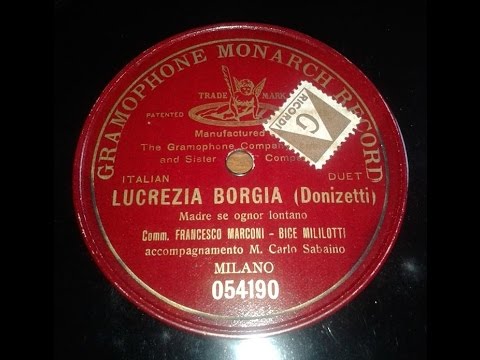 GRAMOPHONE MONARCH RECORD
TRADE MARK
PATENTED
RICORDI
G
Manufactured
The Gramophone Compan
and Sister Compa
ITALIAN DUET
LUCREZIA BORGIA (Donizetti)
Madre se ognor lontano
Comm. FRANCESCO MARCONI - BICE MILILOTTI
accompagnamento M. Carlo Sabaino
MILANO
054190